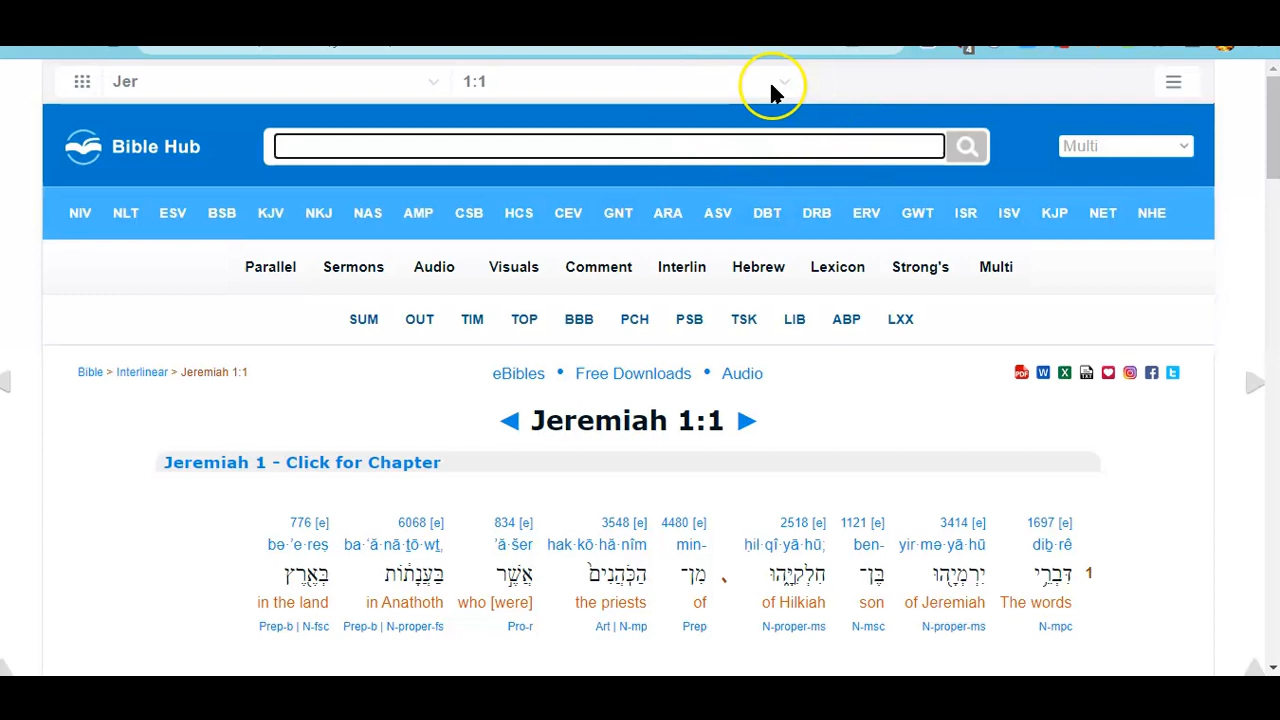 Jer 1:1
Bible Hub Multi
NIV NLT ESV BSB KJV NKJ NAS AMP CSB HCS CEV GNT ARA ASV DBT DRB ERV GWT ISR ISV KJP NET NHE
Parallel Sermons Audio Visuals Comment Interlin Hebrew Lexicon Strong's Multi
SUM OUT TIM TOP BBB PCH PSB TSK LIB ABP LXX
Bible > Interlinear > Jeremiah 1:1 eBibles • Free Downloads • Audio
◄ Jeremiah 1:1 ►
Jeremiah 1 - Click for Chapter
776 [e] 6068 [e] 834 [e] 3548 [e] 4480 [e] 2518 [e] 1121 [e] 3414 [e] 1697 [e]
bə·’e·reṣ ba·‘ă·nā·ṯō·wṯ, ’ă·šer hak·kō·hă·nîm min- ḥil·qî·yā·hū; ben- yir·mə·yā·hū diḇ·rê
1 דִּבְרֵ֥י יִרְמְיָ֖הוּ בֶּן־ חִלְקִיָּ֑הוּ ､ מִן־ הַכֹּֽהֲנִים֙ אֲשֶׁ֣ר בַּעֲנָת֔וֹת בְּאֶ֖רֶץ
in the land in Anathoth who [were] the priests of of Hilkiah son of Jeremiah The words
Prep-b | N-fsc Prep-b | N-proper-fs Pro-r Art | N-mp Prep N-proper-ms N-msc N-proper-ms N-mpc